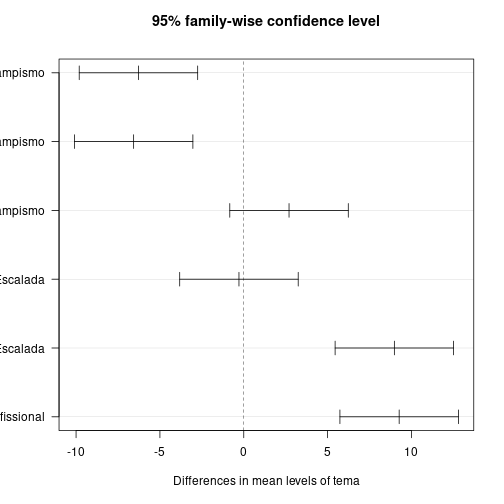 95% family-wise confidence level
ampismo
ampismo
ampismo
Escalada
Escalada
fissional
-10 -5 0 5 10
Differences in mean levels of tema